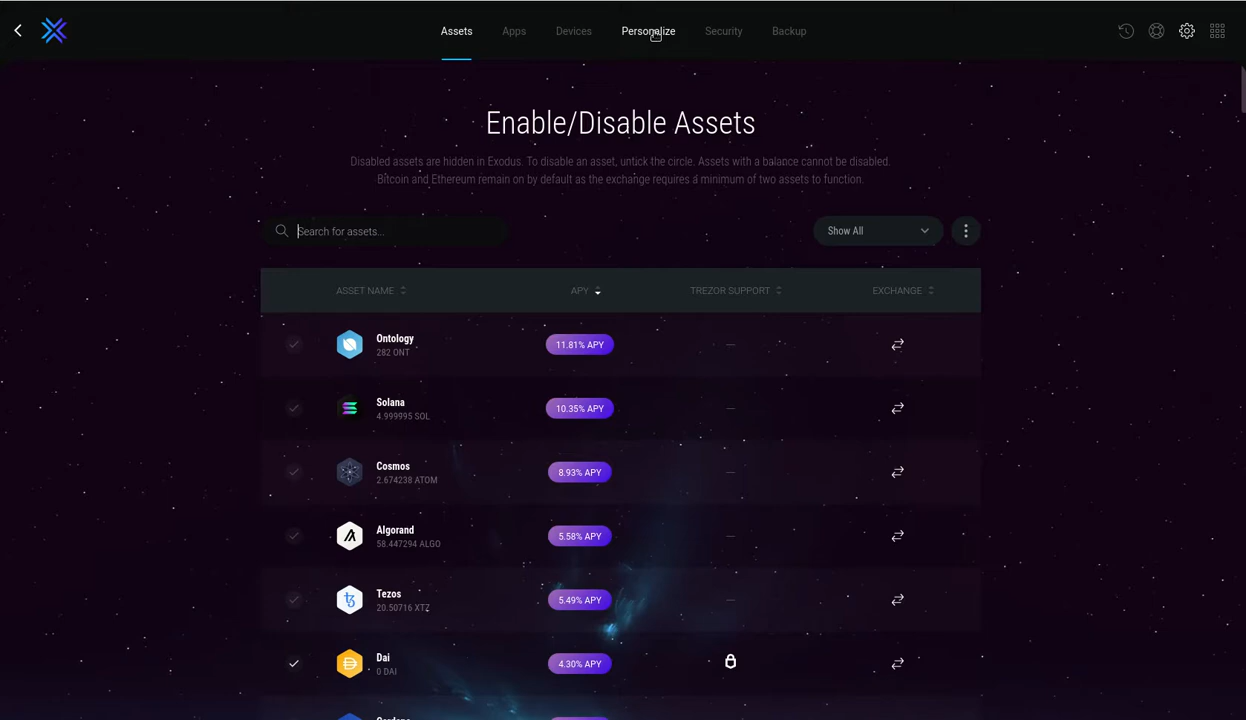 Assets Apps Devices Personalize Security Backup
Enable/Disable Assets
Disabled assets are hidden in Exodus. To disable an asset, untick the circle. Assets with a balance cannot be disabled.
Bitcoin and Ethereum remain on by default as the exchange requires a minimum of two assets to function.
Search for assets... Show All
ASSET NAME APY TREZOR SUPPORT EXCHANGE
Ontology
282 ONT
11.81% APY
Solana
4.999995 SOL
10.35% APY
Cosmos
2.674238 ATOM
8.93% APY
Algorand
58.447294 ALGO
5.58% APY
Tezos
20.50716 XTZ
5.49% APY
Dai
0 DAI
4.30% APY